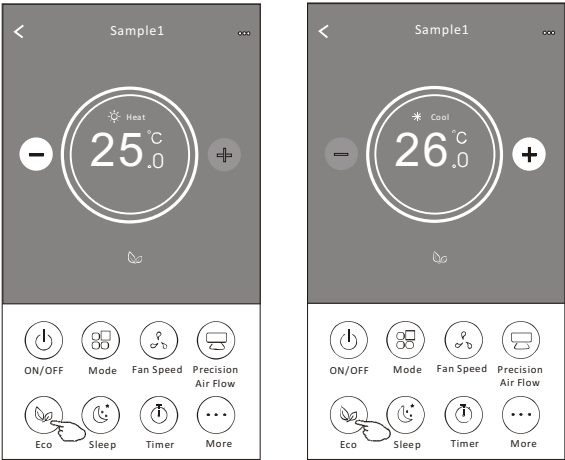 Sample1
Heat
25.0°C
ON/OFF Mode Fan Speed Precision Air Flow
Eco Sleep Timer More
Sample1
Cool
26.0°C
ON/OFF Mode Fan Speed Precision Air Flow
Eco Sleep Timer More